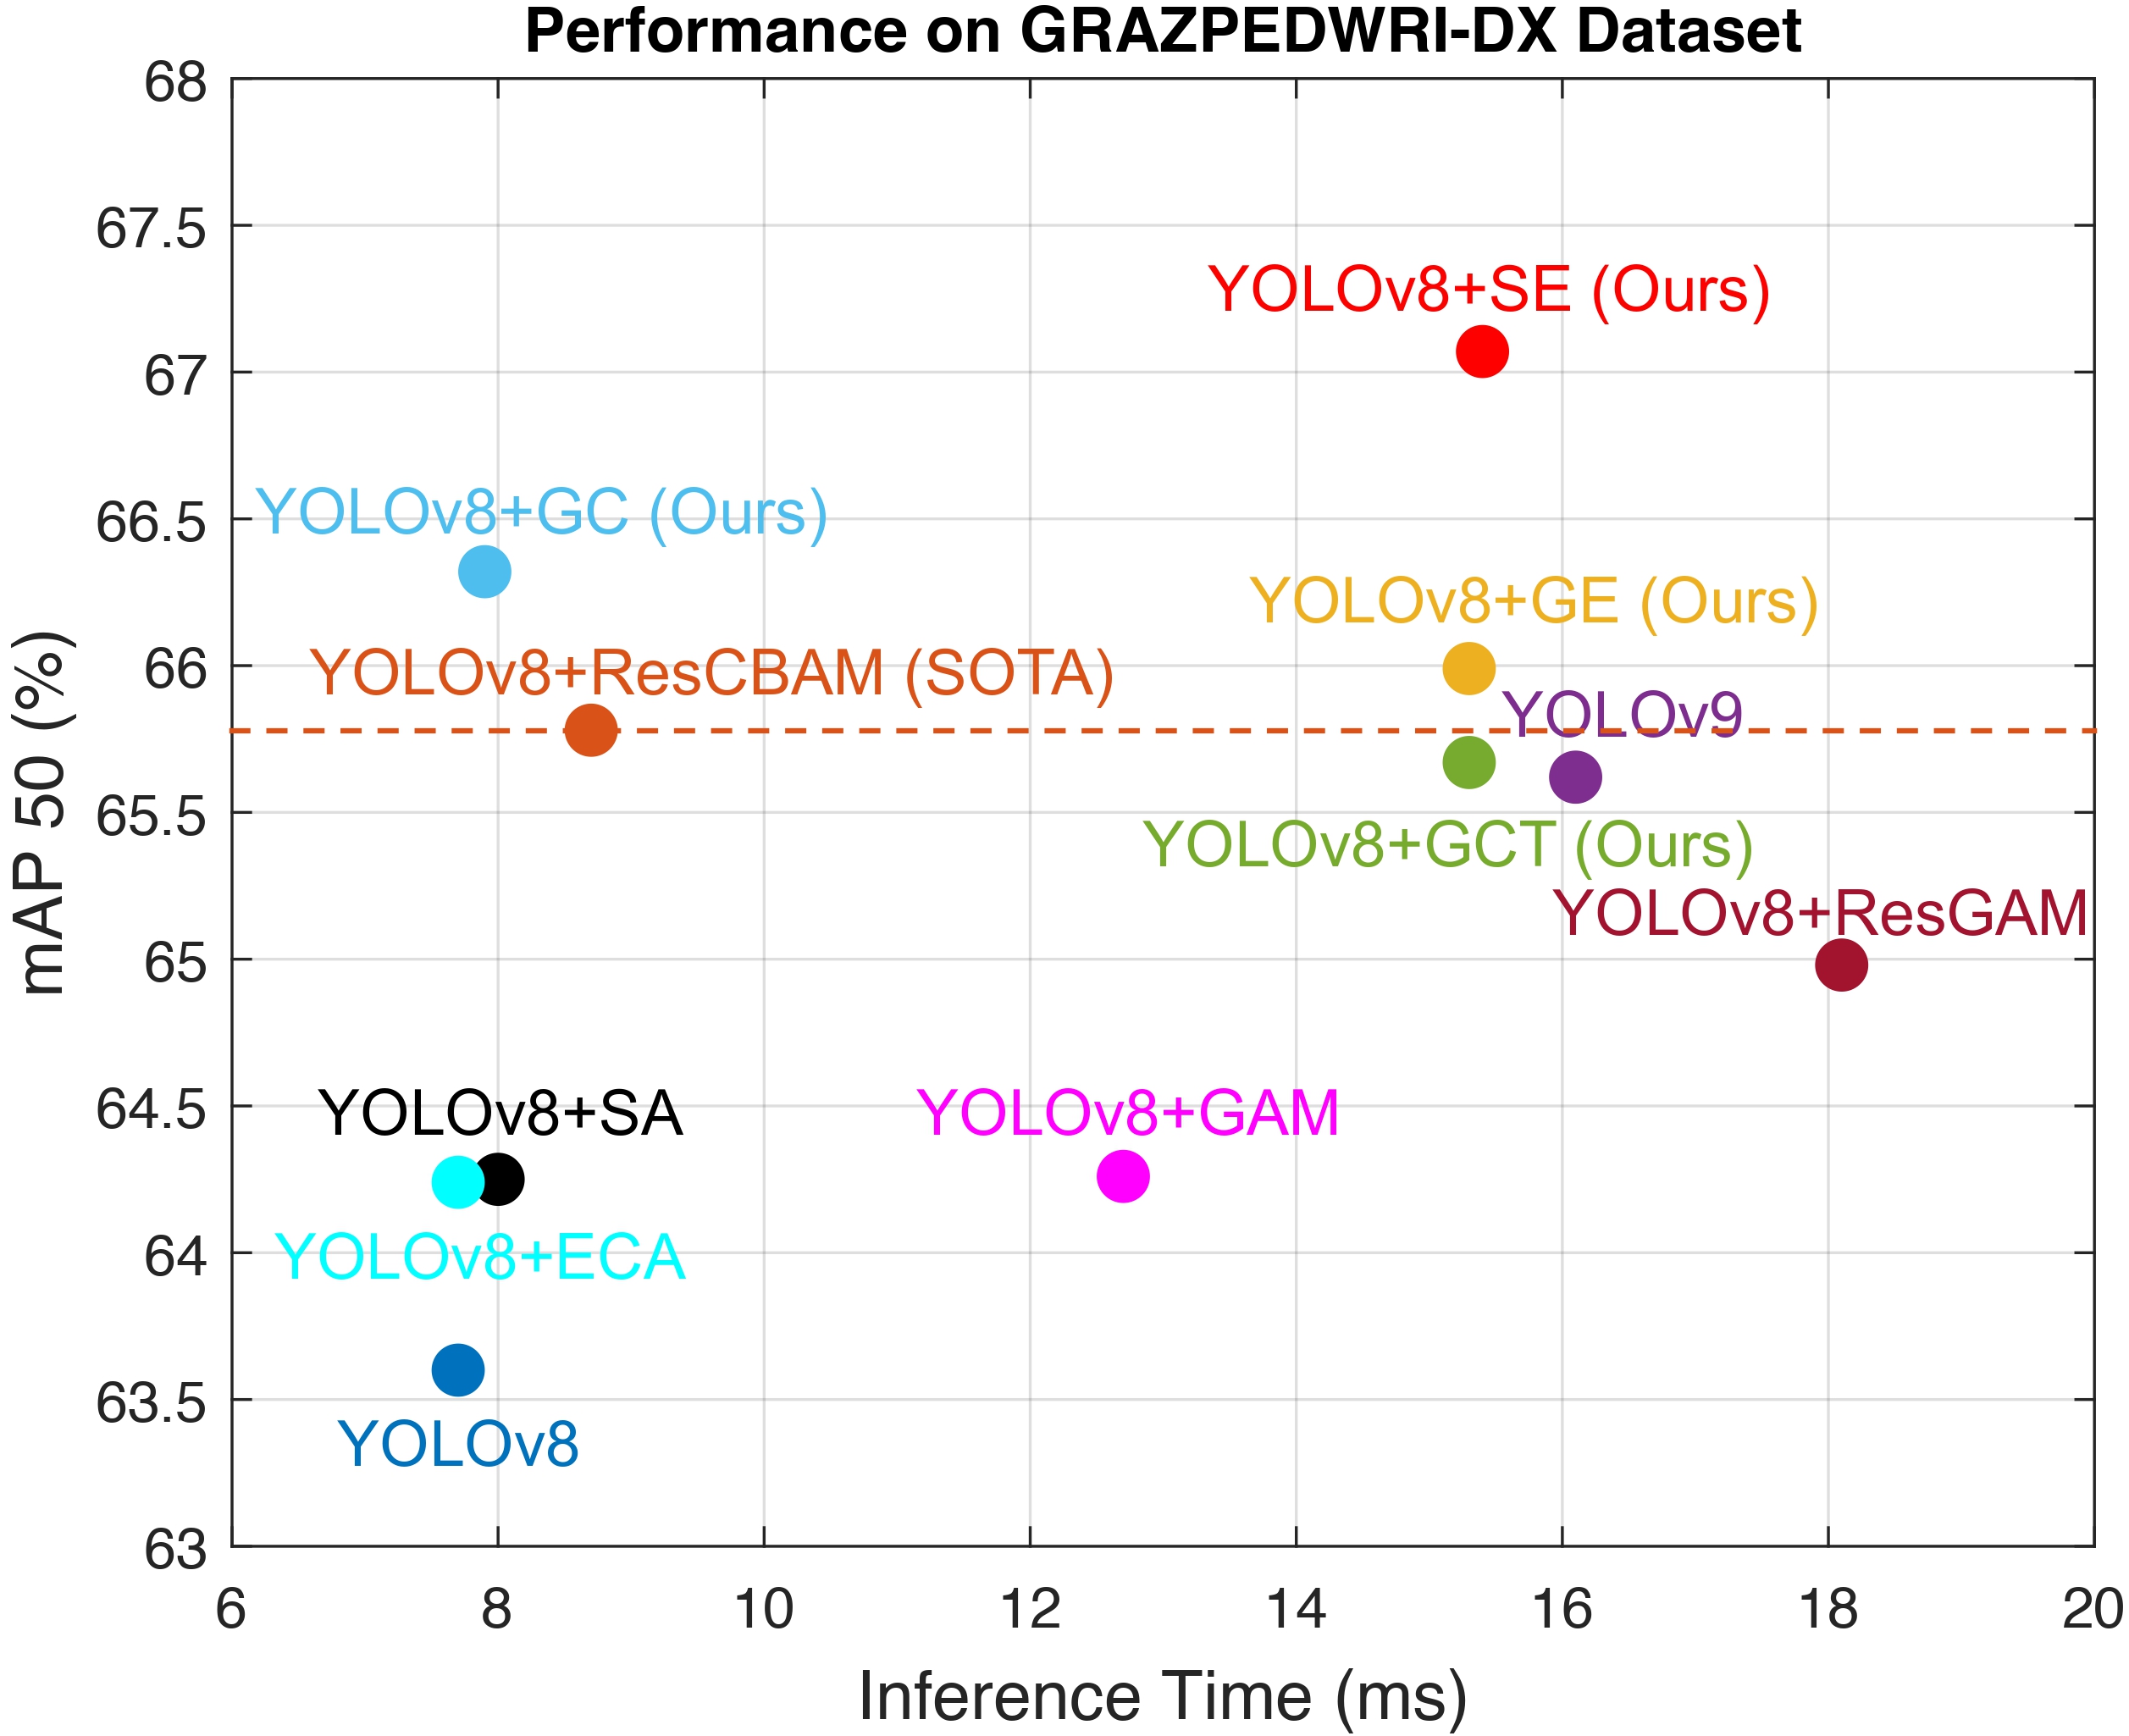 Performance on GRAZPEDWRI-DX Dataset
68
67.5
YOLOv8+SE (Ours)
67
YOLOv8+GC (Ours)
66.5
YOLOv8+GE (Ours)
66
YOLOv8+ResCBAM (SOTA)
YOLOv9
mAP 50 (%)
65.5
YOLOv8+GCT (Ours)
YOLOv8+ResGAM
65
64.5
YOLOv8+SA
YOLOv8+GAM
64
YOLOv8+ECA
63.5
YOLOv8
63
6 8 10 12 14 16 18 20
Inference Time (ms)